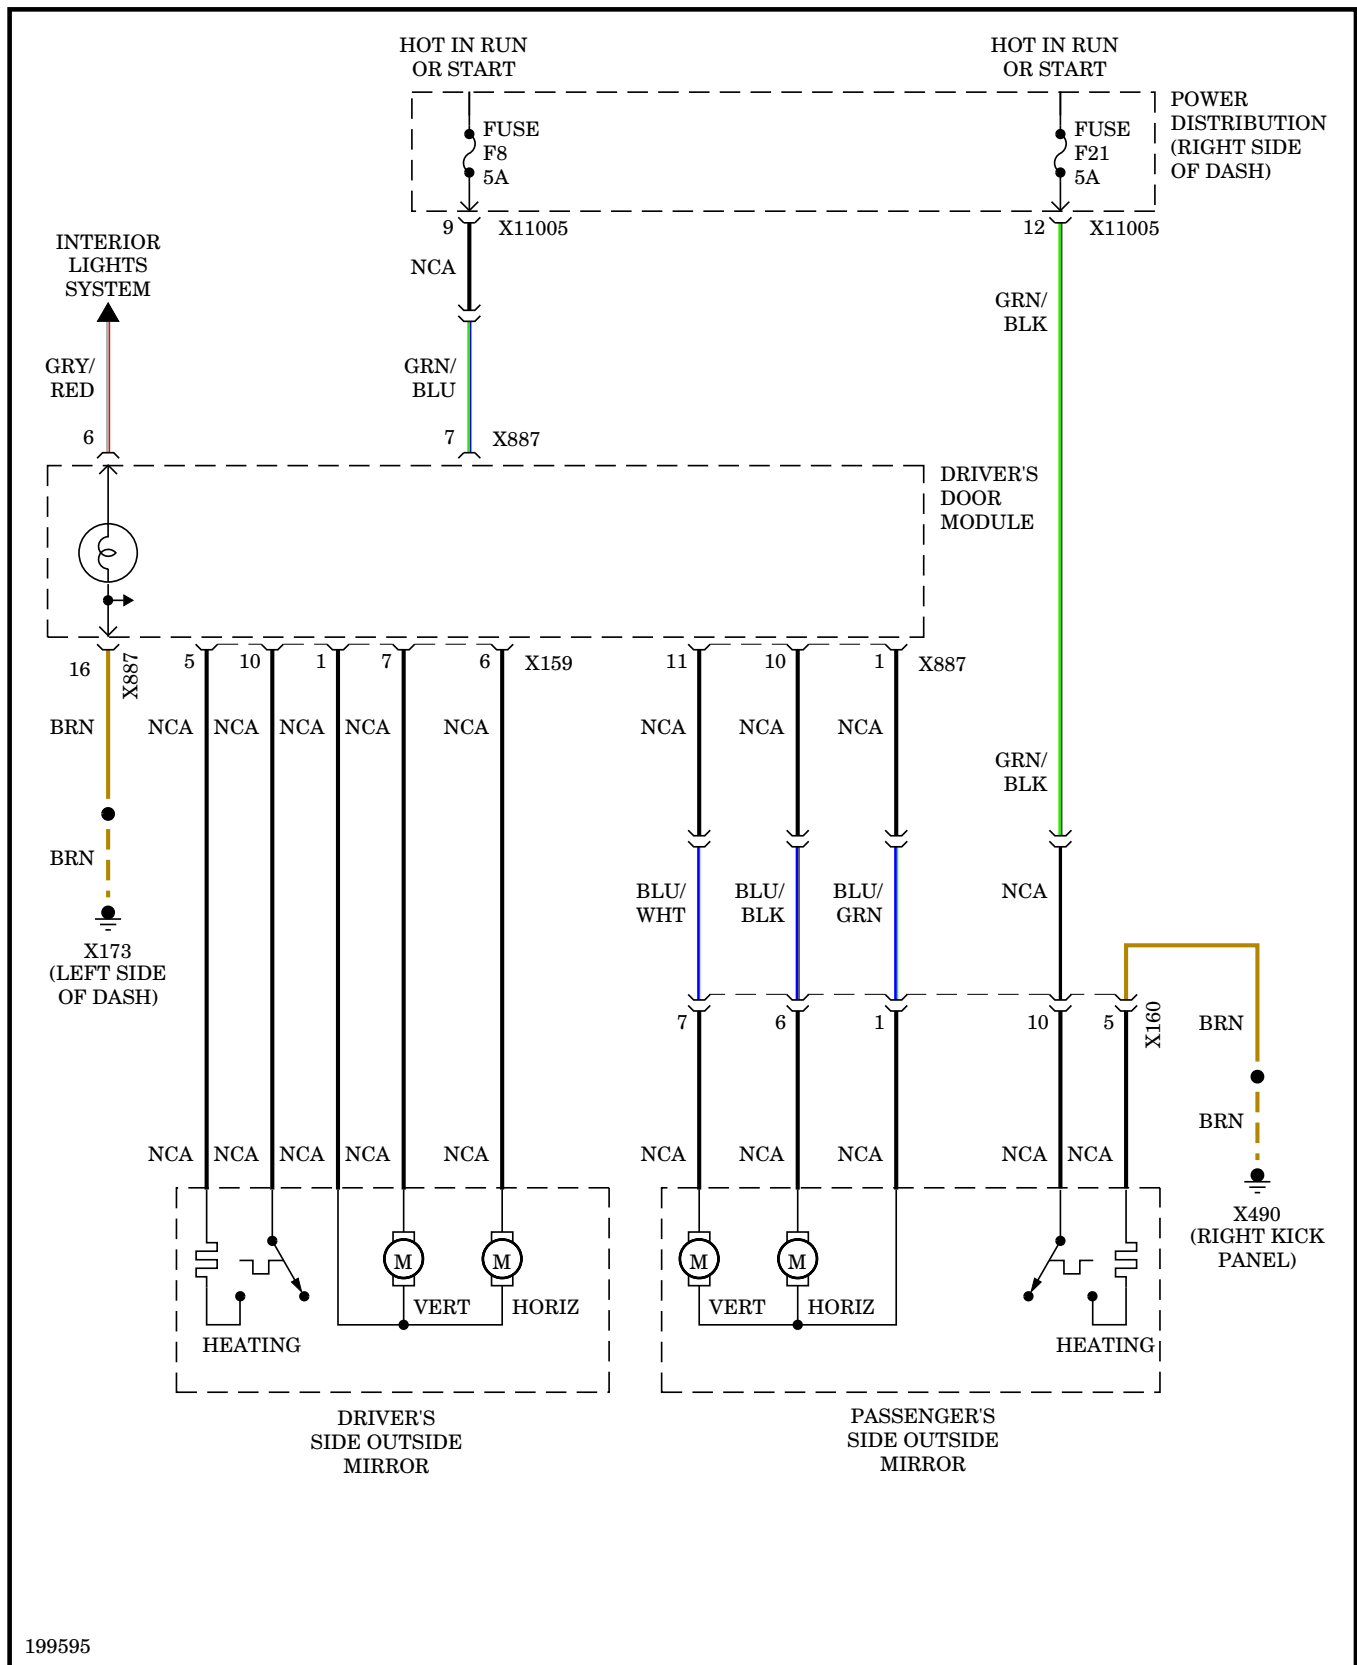 HOT IN RUN
OR START
HOT IN RUN
OR START
FUSE
F8
5A
FUSE
F21
5A
POWER
DISTRIBUTION
(RIGHT SIDE
OF DASH)
9
X11005
12
X11005
INTERIOR
LIGHTS
SYSTEM
NCA
GRN/
BLK
GRY/
RED
GRN/
BLU
6
7
X887
DRIVER'S
DOOR
MODULE
16
X887
5
10
1
7
6
X159
11
10
1
X887
BRN
NCA
NCA
NCA
NCA
NCA
NCA
NCA
NCA
GRN/
BLK
BRN
BLU/
WHT
BLU/
BLK
BLU/
GRN
NCA
X173
(LEFT SIDE
OF DASH)
7
6
1
10
5
X160
BRN
BRN
NCA
NCA
NCA
NCA
NCA
NCA
NCA
NCA
NCA
NCA
X490
(RIGHT KICK
PANEL)
M
M
M
M
VERT
HORIZ
VERT
HORIZ
HEATING
HEATING
DRIVER'S
SIDE OUTSIDE
MIRROR
PASSENGER'S
SIDE OUTSIDE
MIRROR
199595